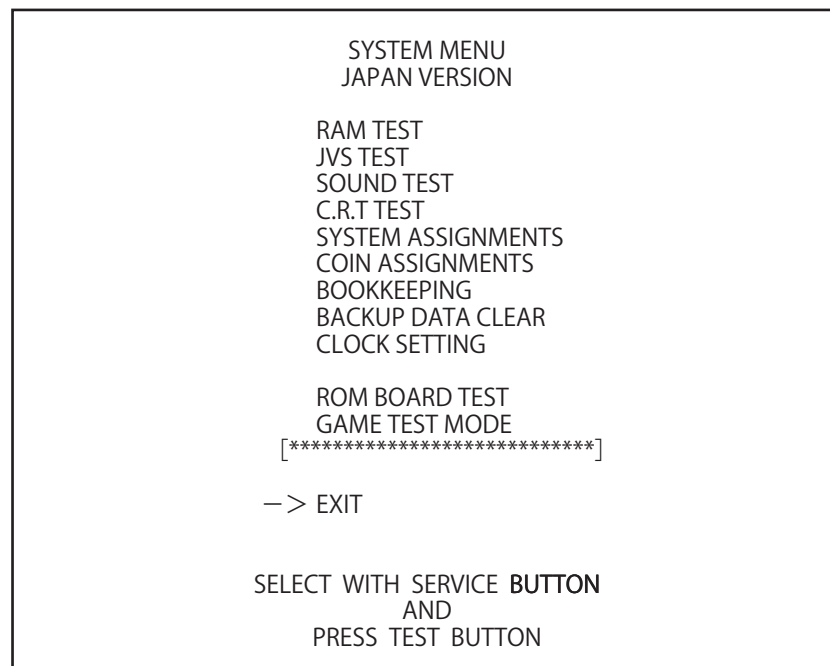 SYSTEM MENU
JAPAN VERSION
RAM TEST
JVS TEST
SOUND TEST
C.R.T TEST
SYSTEM ASSIGNMENTS
COIN ASSIGNMENTS
BOOKKEEPING
BACKUP DATA CLEAR
CLOCK SETTING
ROM BOARD TEST
GAME TEST MODE
[****************************]
－＞ EXIT
SELECT WITH SERVICE BUTTON
AND
PRESS TEST BUTTON